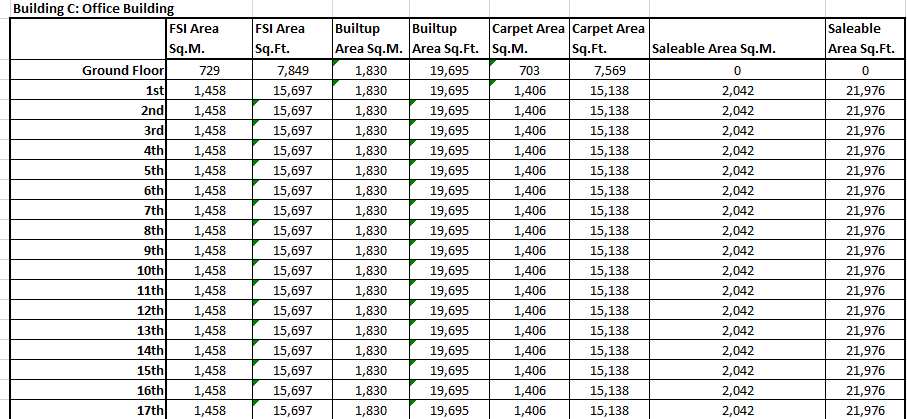 Building C: Office Building
FSI Area Sq.M. FSI Area Sq.Ft. Builtup Area Sq.M. Builtup Area Sq.Ft. Carpet Area Sq.M. Carpet Area Sq.Ft. Saleable Area Sq.M. Saleable Area Sq.Ft.
Ground Floor 729 7,849 1,830 19,695 703 7,569 0 0
1st 1,458 15,697 1,830 19,695 1,406 15,138 2,042 21,976
2nd 1,458 15,697 1,830 19,695 1,406 15,138 2,042 21,976
3rd 1,458 15,697 1,830 19,695 1,406 15,138 2,042 21,976
4th 1,458 15,697 1,830 19,695 1,406 15,138 2,042 21,976
5th 1,458 15,697 1,830 19,695 1,406 15,138 2,042 21,976
6th 1,458 15,697 1,830 19,695 1,406 15,138 2,042 21,976
7th 1,458 15,697 1,830 19,695 1,406 15,138 2,042 21,976
8th 1,458 15,697 1,830 19,695 1,406 15,138 2,042 21,976
9th 1,458 15,697 1,830 19,695 1,406 15,138 2,042 21,976
10th 1,458 15,697 1,830 19,695 1,406 15,138 2,042 21,976
11th 1,458 15,697 1,830 19,695 1,406 15,138 2,042 21,976
12th 1,458 15,697 1,830 19,695 1,406 15,138 2,042 21,976
13th 1,458 15,697 1,830 19,695 1,406 15,138 2,042 21,976
14th 1,458 15,697 1,830 19,695 1,406 15,138 2,042 21,976
15th 1,458 15,697 1,830 19,695 1,406 15,138 2,042 21,976
16th 1,458 15,697 1,830 19,695 1,406 15,138 2,042 21,976
17th 1,458 15,697 1,830 19,695 1,406 15,138 2,042 21,976